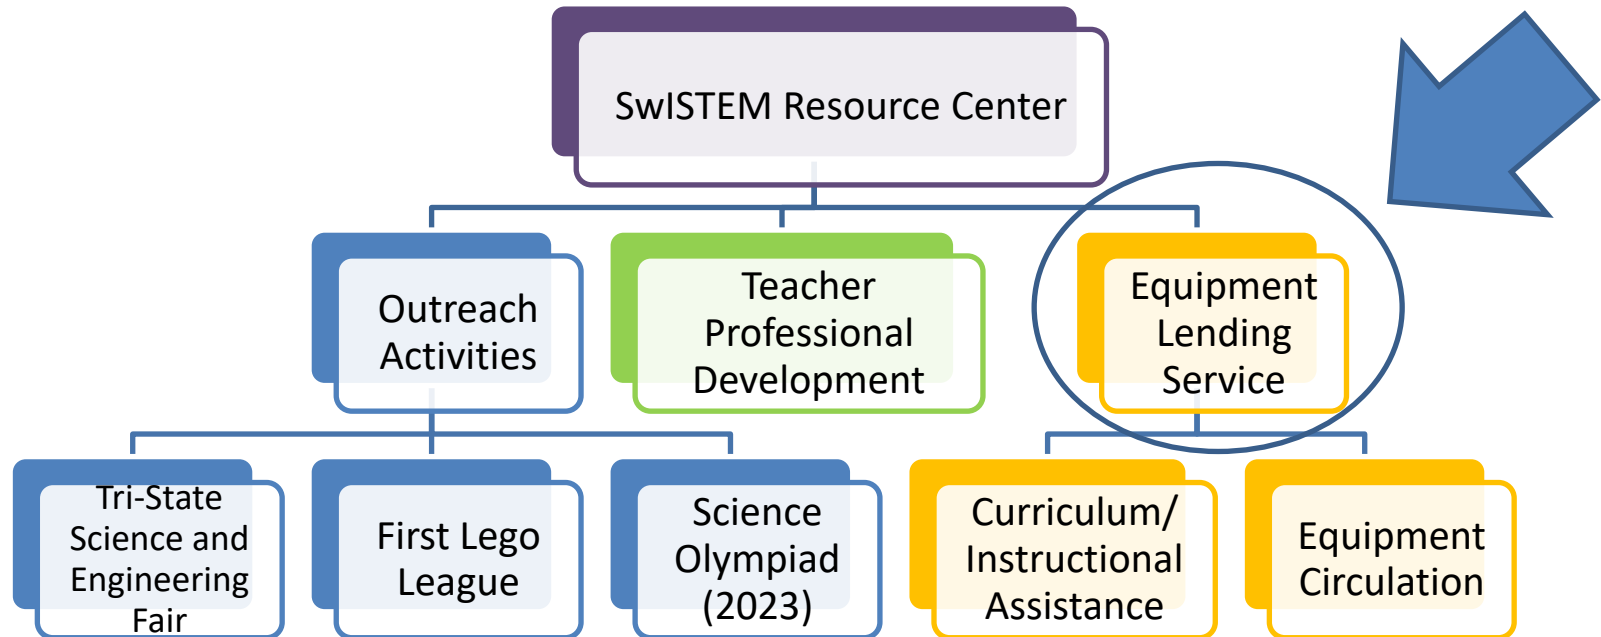 SwISTEM Resource Center
Outreach
Activities
Teacher
Professional
Development
Equipment
Lending
Service
Tri-State
Science and
Engineering
Fair
First Lego
League
Science
Olympiad
(2023)
Curriculum/
Instructional
Assistance
Equipment
Circulation